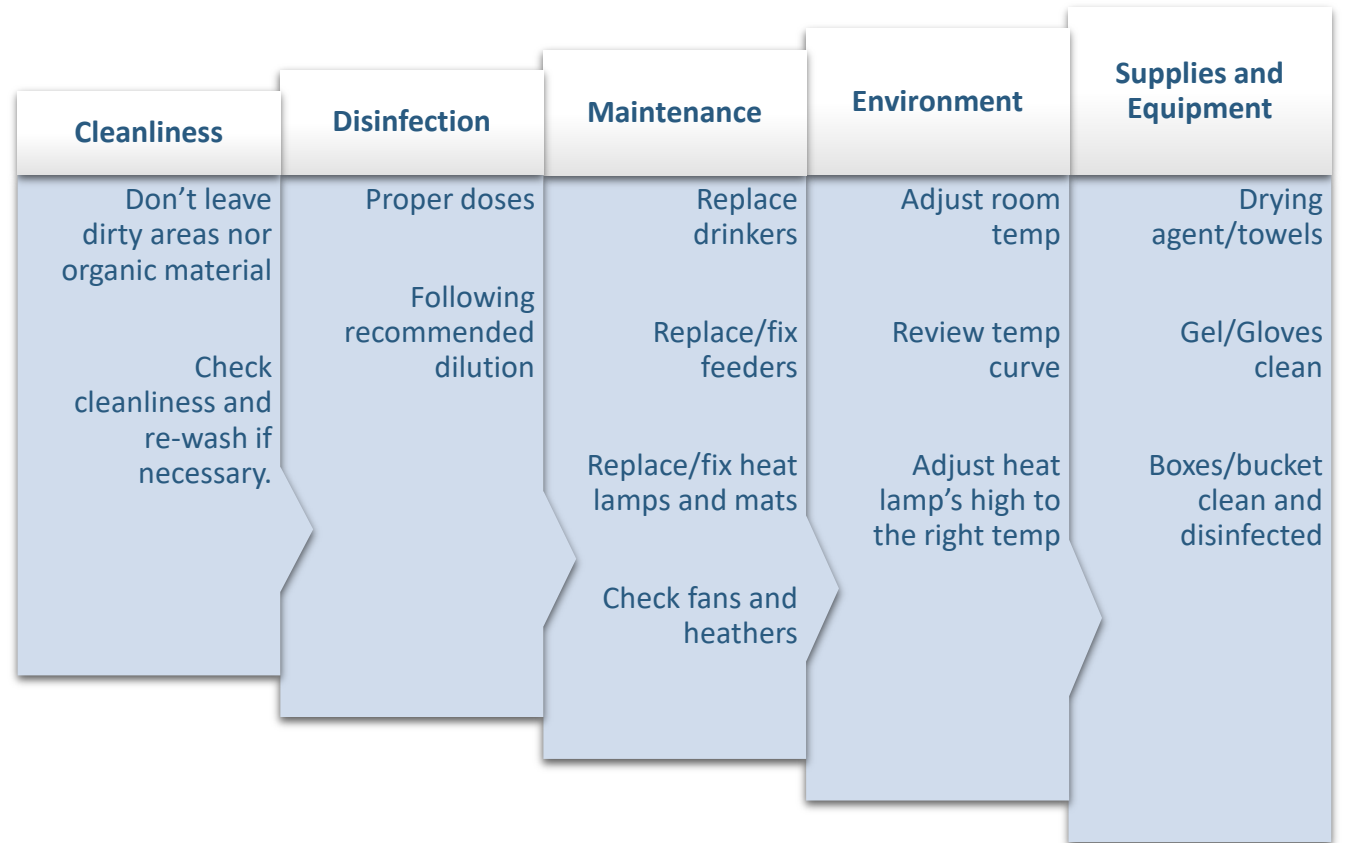 Cleanliness
Don’t leave
dirty areas nor
organic material
Check
cleanliness and
re-wash if
necessary.
Disinfection
Proper doses
Following
recommended
dilution
Maintenance
Replace
drinkers
Replace/fix
feeders
Replace/fix heat
lamps and mats
Check fans and
heathers
Environment
Adjust room
temp
Review temp
curve
Adjust heat
lamp’s high to
the right temp
Supplies and
Equipment
Drying
agent/towels
Gel/Gloves
clean
Boxes/bucket
clean and
disinfected